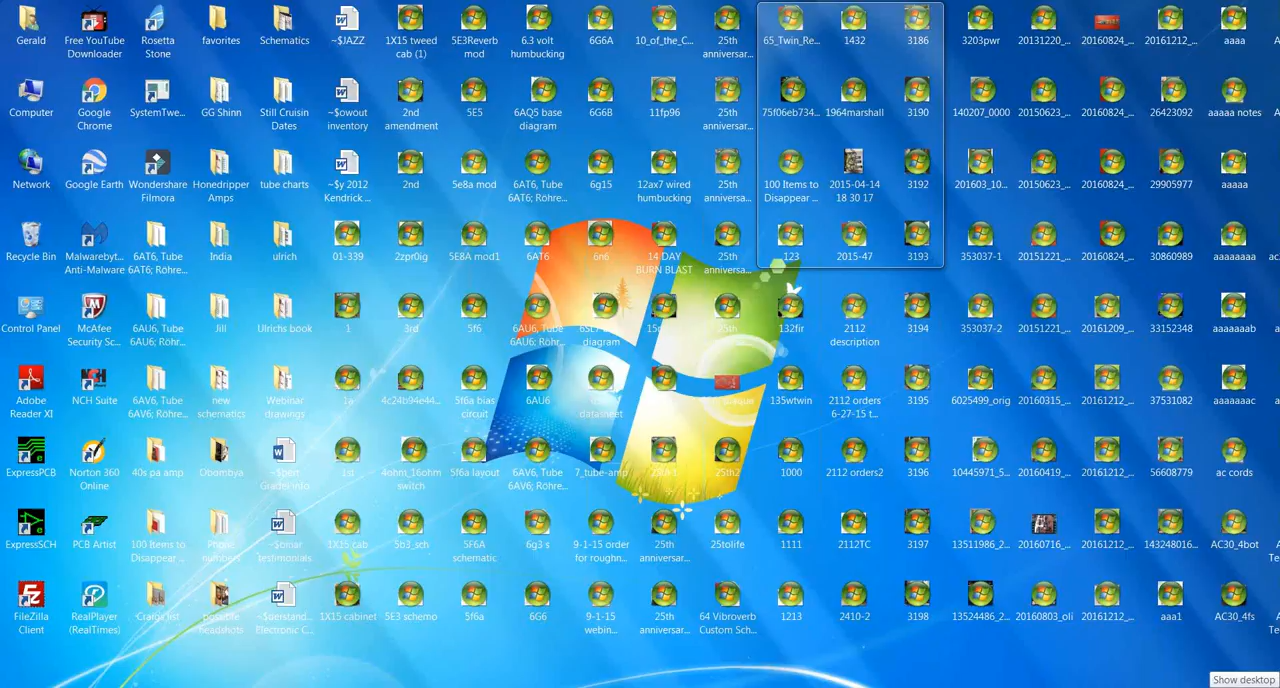 Gerald
Free YouTube
Downloader
Rosetta
Stone
favorites
Schematics
~$JAZZ
1X15 tweed
cab (1)
5E3Reverb
mod
6.3 volt
humbucking
6G6A
10_of_the_C...
25th
anniversar...
65_Twin_Re...
1432
3186
3203pwr
20131220_...
20160824_...
20161212_...
aaaa
Computer
Google
Chrome
SystemTwe...
GG Shinn
Still Cruisin
Dates
~$owout
inventory
2nd
amendment
5E5
6AQ5 base
diagram
6G6B
11fp96
25th
anniversar...
75f06eb734...
1964marshall
3190
140207_0000
20150623_...
20160824_...
26423092
aaaaa notes
Network
Google Earth
Wondershare
Filmora
Honedripper
Amps
tube charts
~$y 2012
Kendrick ...
2nd
5e8a mod
6AT6, Tube
6AT6; Röhre...
6g15
12ax7 wired
humbucking
25th
anniversa...
100 Items to
Disappear ...
2015-04-14
18 30 17
3192
201603_10...
20150623_...
20160824_...
29905977
aaaaa
Recycle Bin
Malwarebyt...
Anti-Malware
6AT6, Tube
6AT6; Röhre...
India
ulrich
01-339
2zpr0ig
5E8A mod1
6AT6
6n6
14 DAY
BURN BLAST
25th
anniversa...
123
2015-47
3193
353037-1
20151221_...
20160824_...
30860989
aaaaaaaa
Control Panel
McAfee
Security Sc...
6AU6, Tube
6AU6; Röhr...
Jill
Ulrichs book
1
3rd
5f6
6AU6, Tube
6AU6; Röhr...
diagram
25th
132fir
2112
description
3194
353037-2
20151221_...
20161209_...
33152348
aaaaaaab
Adobe
Reader XI
NCH Suite
6AV6, Tube
6AV6; Röhr...
new
schematics
Webinar
drawings
1a
4c24b94e44...
5f6a bias
circuit
6AU6
datasheet
135wtwin
2112 orders
6-27-15 t...
3195
6025499_orig
20160315_...
20161212_...
37531082
aaaaaaac
ExpressPCB
Norton 360
Online
40s pa amp
Obombya
~$bert
Grader info
1st
4ohm_16ohm
switch
5f6a layout
6AV6, Tube
6AV6; Röhre...
7_tube-amp
25th2
1000
2112 orders2
3196
10445971_5...
20160419_...
20161212_...
56608779
ac cords
ExpressSCH
PCB Artist
100 Items to
Disappear ...
Phone
numbers
~$omar
testimonials
1X15 cab
5b3_sch
5F6A
schematic
6g3 s
9-1-15 order
for roughn...
25th
anniversar...
25tolife
1111
2112TC
3197
13511986_2...
20160716_...
20161212_...
143248016...
AC30_4bot
FileZilla
Client
RealPlayer
(RealTimes)
Craigs list
possible
headshots
~$tierstand...
Electronic C...
1X15 cabinet
5E3 schemo
5f6a
6G6
9-1-15
webin...
25th
anniversar...
64 Vibroverb
Custom Sch...
1213
2410-2
3198
13524486_2...
20160803_oli
20161212_...
aaa1
AC30_4fs
Show desktop